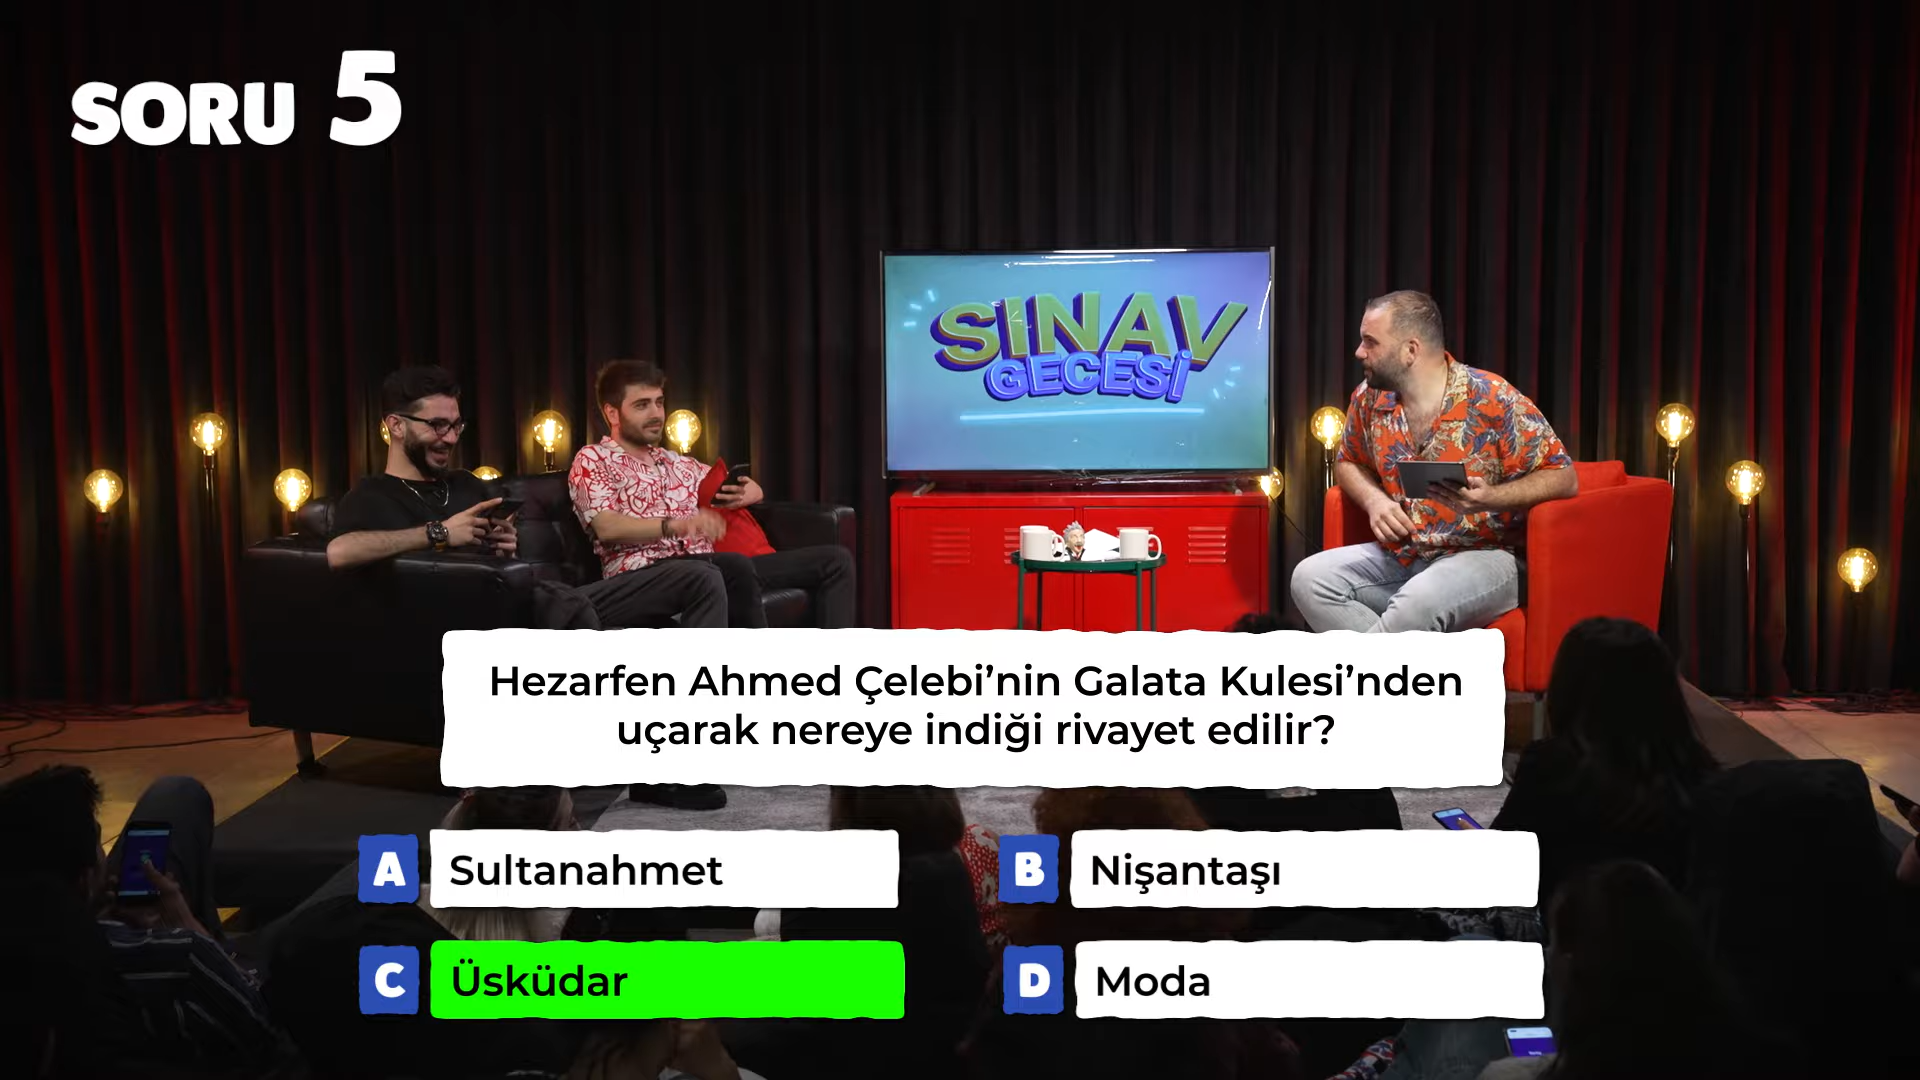 SORU 5
SINAV
GECESİ
Hezarfen Ahmed Çelebi’nin Galata Kulesi’nden
uçarak nereye indiği rivayet edilir?
A Sultanahmet
B Nişantaşı
C Üsküdar
D Moda